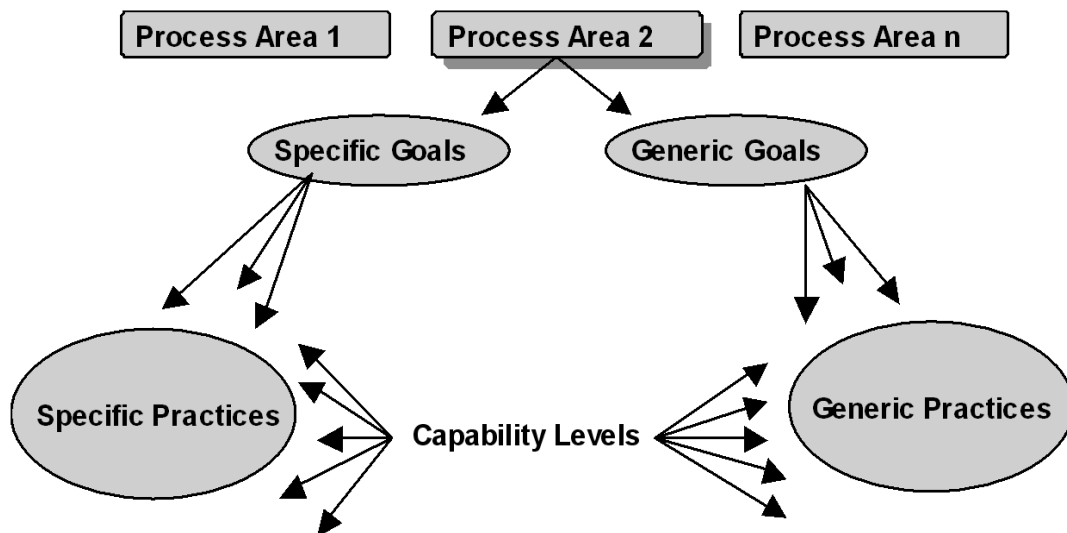 Process Area 1
Process Area 2
Process Area n
Specific Goals
Generic Goals
Specific Practices
Capability Levels
Generic Practices